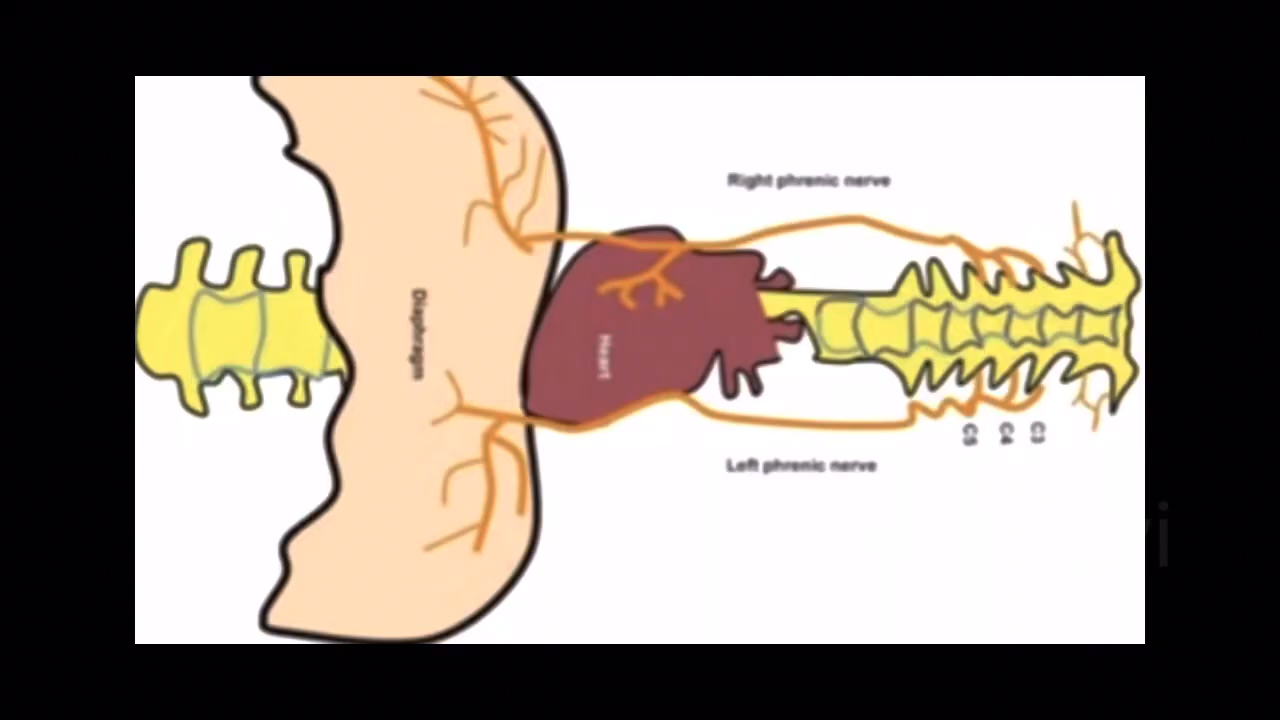 Right phrenic nerve
Diaphragm
Heart
C5
C4
C3
Left phrenic nerve